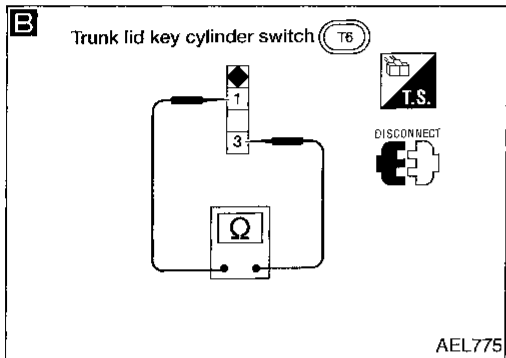 B
Trunk lid key cylinder switch T6
1
T.S.
3
DISCONNECT
Ω
AEL775